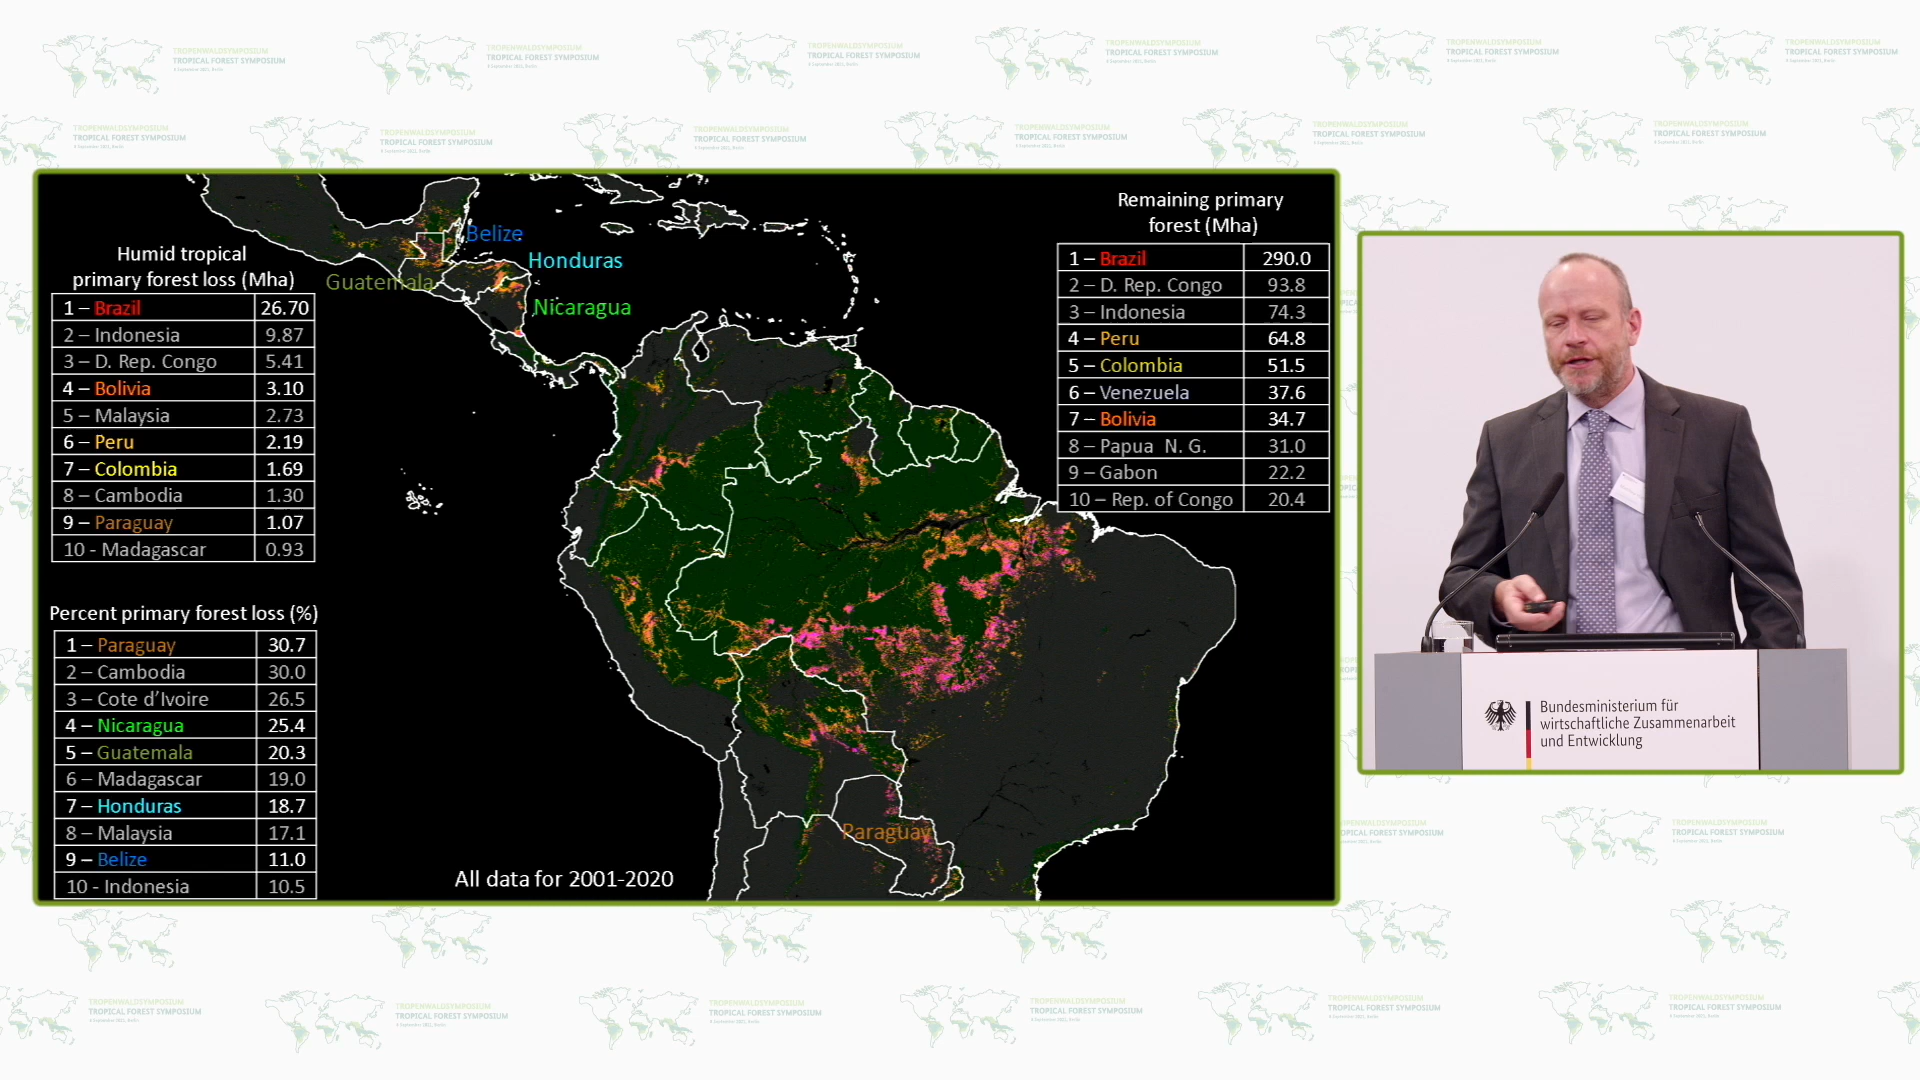 TROPENWALDSYMPOSIUM
TROPICAL FOREST SYMPOSIUM
Humid tropical
primary forest loss (Mha)
1 – Brazil 26.70
2 – Indonesia 9.87
3 – D. Rep. Congo 5.41
4 – Bolivia 3.10
5 – Malaysia 2.73
6 – Peru 2.19
7 – Colombia 1.69
8 – Cambodia 1.30
9 – Paraguay 1.07
10 - Madagascar 0.93
Percent primary forest loss (%)
1 – Paraguay 30.7
2 – Cambodia 30.0
3 – Cote d’Ivoire 26.5
4 – Nicaragua 25.4
5 – Guatemala 20.3
6 – Madagascar 19.0
7 – Honduras 18.7
8 – Malaysia 17.1
9 – Belize 11.0
10 - Indonesia 10.5
Belize
Honduras
Guatemala
Nicaragua
Paraguay
All data for 2001-2020
Remaining primary
forest (Mha)
1 – Brazil 290.0
2 – D. Rep. Congo 93.8
3 – Indonesia 74.3
4 – Peru 64.8
5 – Colombia 51.5
6 – Venezuela 37.6
7 – Bolivia 34.7
8 – Papua N. G. 31.0
9 – Gabon 22.2
10 – Rep. of Congo 20.4
Bundesministerium für
wirtschaftliche Zusammenarbeit
und Entwicklung